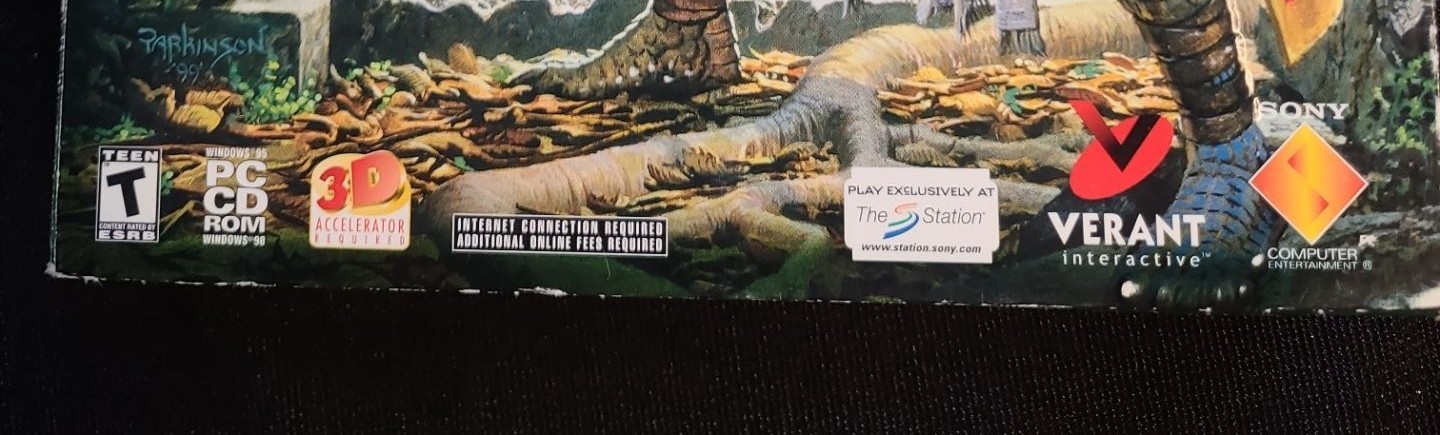 PARKINSON
'99'
TEEN
T
CONTENT RATED BY
ESRB
WINDOWS® 95
PC
CD
ROM
WINDOWS® 98
3D
ACCELERATOR
REQUIRED
INTERNET CONNECTION REQUIRED
ADDITIONAL ONLINE FEES REQUIRED
PLAY EXCLUSIVELY AT
The Station
www.station.sony.com
VERANT
interactive™
SONY
COMPUTER
ENTERTAINMENT ®